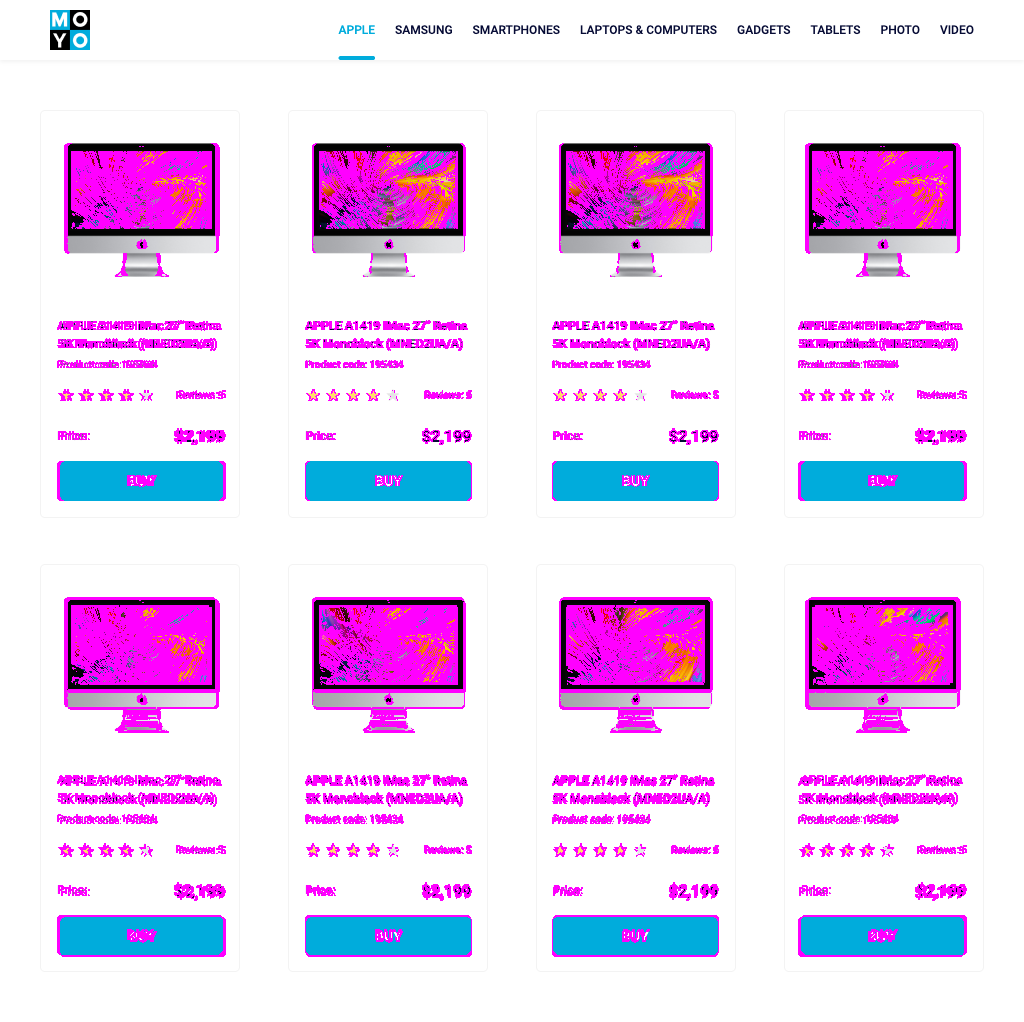 MO
YO
APPLE SAMSUNG SMARTPHONES LAPTOPS & COMPUTERS GADGETS TABLETS PHOTO VIDEO
APPLE A1419 iMac 27" Retina
5K Monoblock (MNED2UA/A)
Product code: 195434
Reviews: 5
Price: $2,199
BUY
APPLE A1419 iMac 27" Retina
5K Monoblock (MNED2UA/A)
Product code: 195434
Reviews: 5
Price: $2,199
BUY
APPLE A1419 iMac 27" Retina
5K Monoblock (MNED2UA/A)
Product code: 195434
Reviews: 5
Price: $2,199
BUY
APPLE A1419 iMac 27" Retina
5K Monoblock (MNED2UA/A)
Product code: 195434
Reviews: 5
Price: $2,199
BUY
APPLE A1419 iMac 27" Retina
5K Monoblock (MNED2UA/A)
Product code: 195434
Reviews: 5
Price: $2,199
BUY
APPLE A1419 iMac 27" Retina
5K Monoblock (MNED2UA/A)
Product code: 195434
Reviews: 5
Price: $2,199
BUY
APPLE A1419 iMac 27" Retina
5K Monoblock (MNED2UA/A)
Product code: 195434
Reviews: 5
Price: $2,199
BUY
APPLE A1419 iMac 27" Retina
5K Monoblock (MNED2UA/A)
Product code: 195434
Reviews: 5
Price: $2,199
BUY